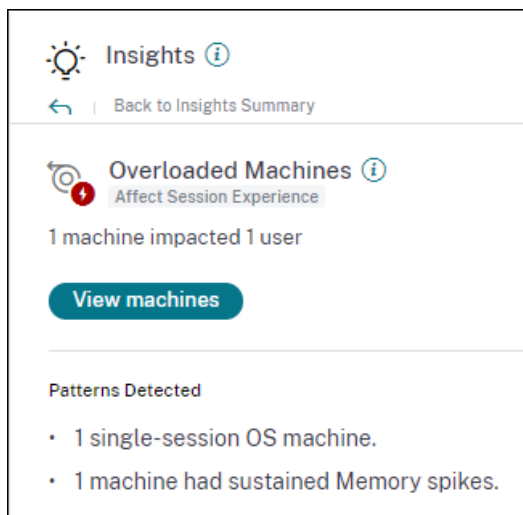 Insights
Back to Insights Summary
Overloaded Machines
Affect Session Experience
1 machine impacted 1 user
View machines
Patterns Detected
• 1 single-session OS machine.
• 1 machine had sustained Memory spikes.